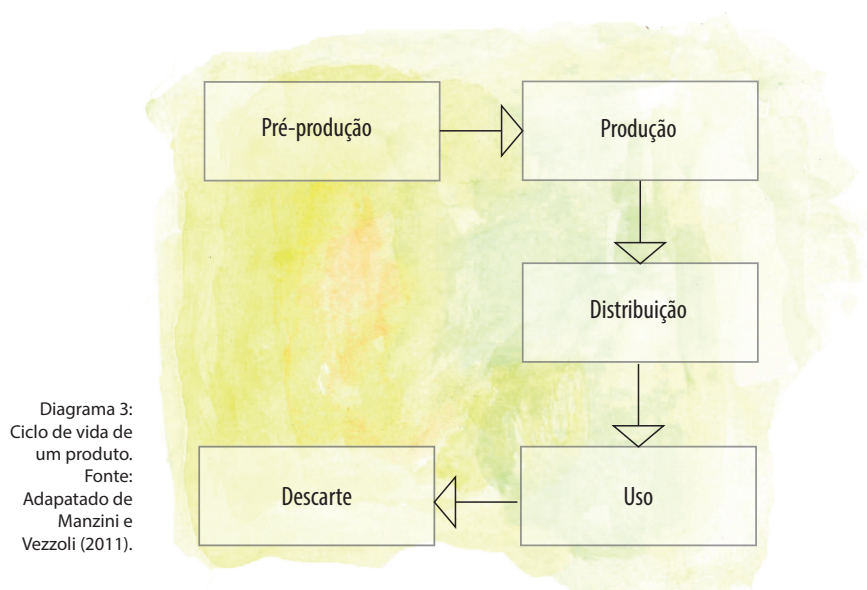 Pré-produção
Produção
Distribuição
Uso
Descarte
Diagrama 3:
Ciclo de vida de
um produto.
Fonte:
Adapatado de
Manzini e
Vezzoli (2011).